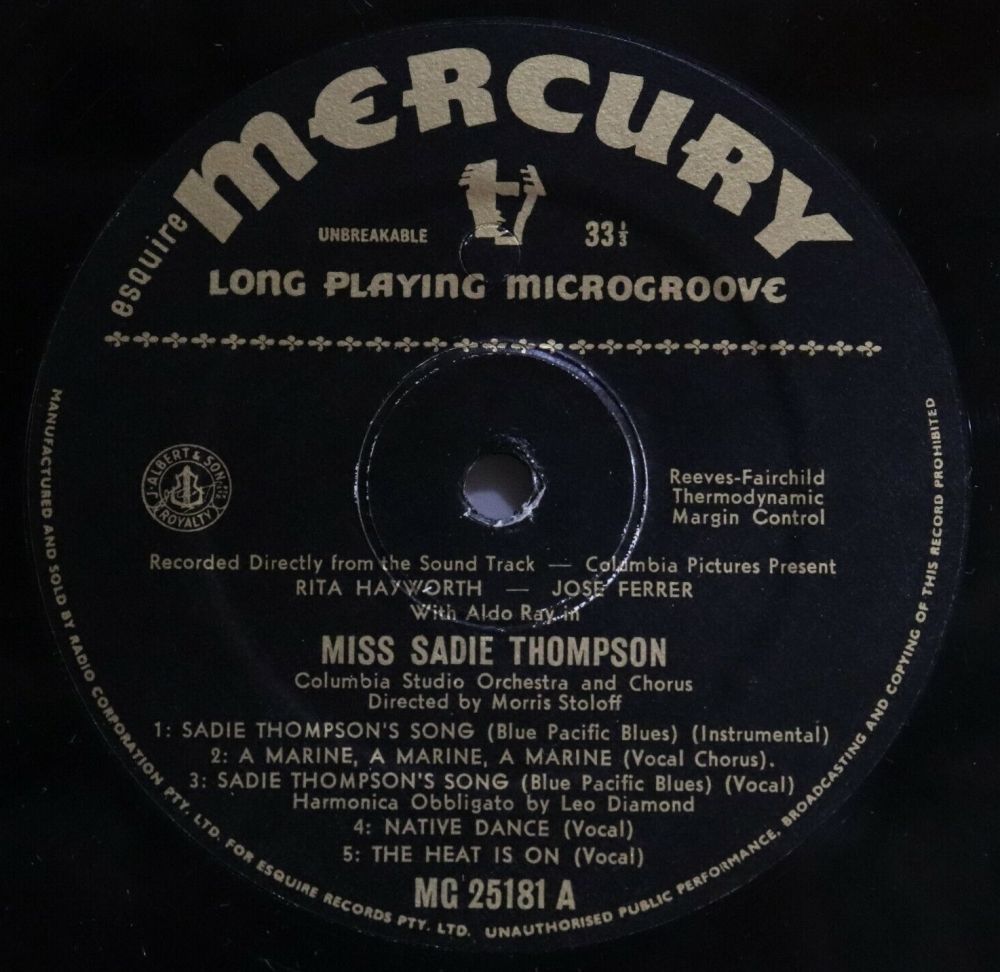 esquire
MERCURY
UNBREAKABLE
33⅓
LONG PLAYING MICROGROOVE
J. ALBERT & SON
ROYALTY
Reeves-Fairchild
Thermodynamic
Margin Control
Recorded Directly from the Sound Track — Columbia Pictures Present
RITA HAYWORTH — JOSE FERRER
With Aldo Ray in
MISS SADIE THOMPSON
Columbia Studio Orchestra and Chorus
Directed by Morris Stoloff
1: SADIE THOMPSON'S SONG (Blue Pacific Blues) (Instrumental)
2: A MARINE, A MARINE, A MARINE (Vocal Chorus).
3: SADIE THOMPSON'S SONG (Blue Pacific Blues) (Vocal)
Harmonica Obbligato by Leo Diamond
4: NATIVE DANCE (Vocal)
5: THE HEAT IS ON (Vocal)
MG 25181 A
MANUFACTURED AND SOLD BY RADIO CORPORATION PTY. LTD. FOR ESQUIRE RECORDS PTY. LTD. UNAUTHORISED PUBLIC PERFORMANCE, BROADCASTING AND COPYING OF THIS RECORD PROHIBITED